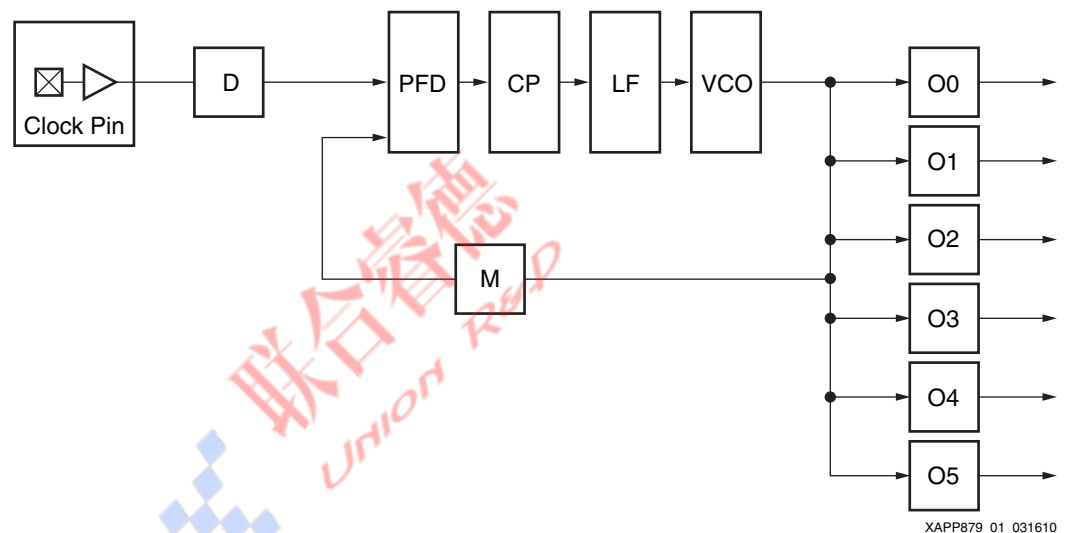 Clock Pin
D
PFD
CP
LF
VCO
M
O0
O1
O2
O3
O4
O5
联合睿德
UNION R&D
XAPP879_01_031610